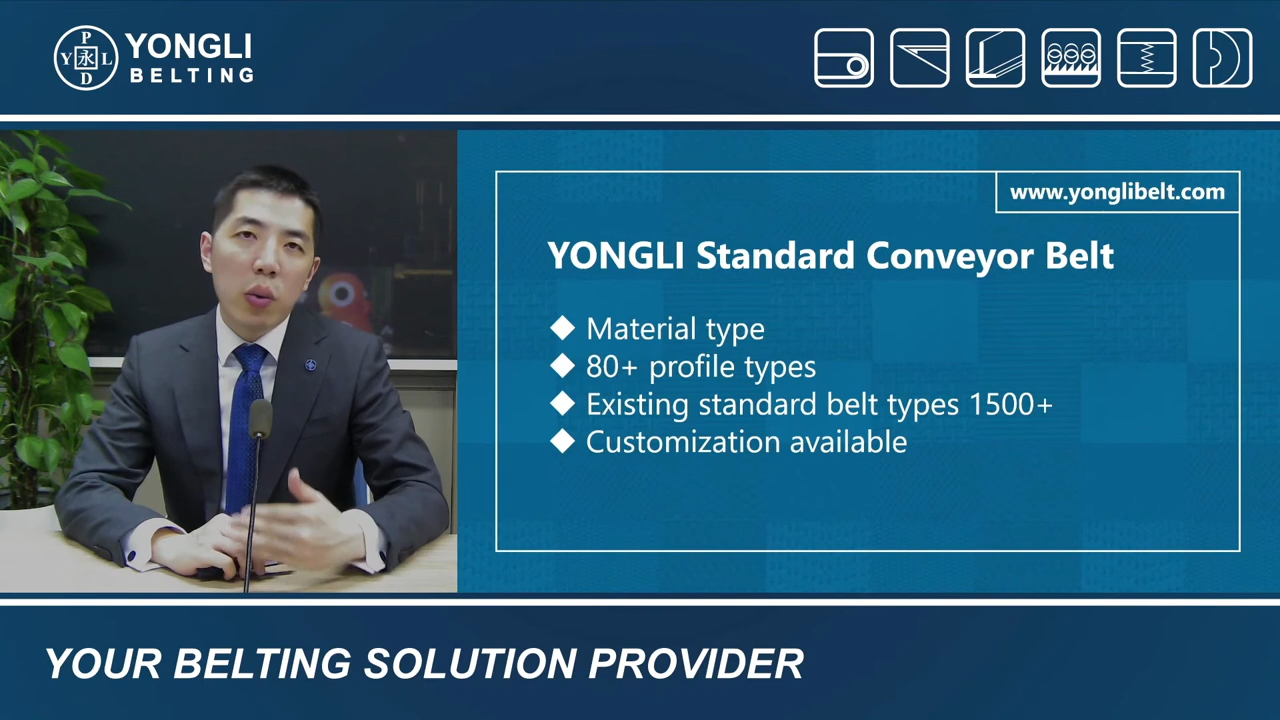 P
Y 永 L
D
YONGLI
BELTING
www.yonglibelt.com
YONGLI Standard Conveyor Belt
◆ Material type
◆ 80+ profile types
◆ Existing standard belt types 1500+
◆ Customization available
YOUR BELTING SOLUTION PROVIDER